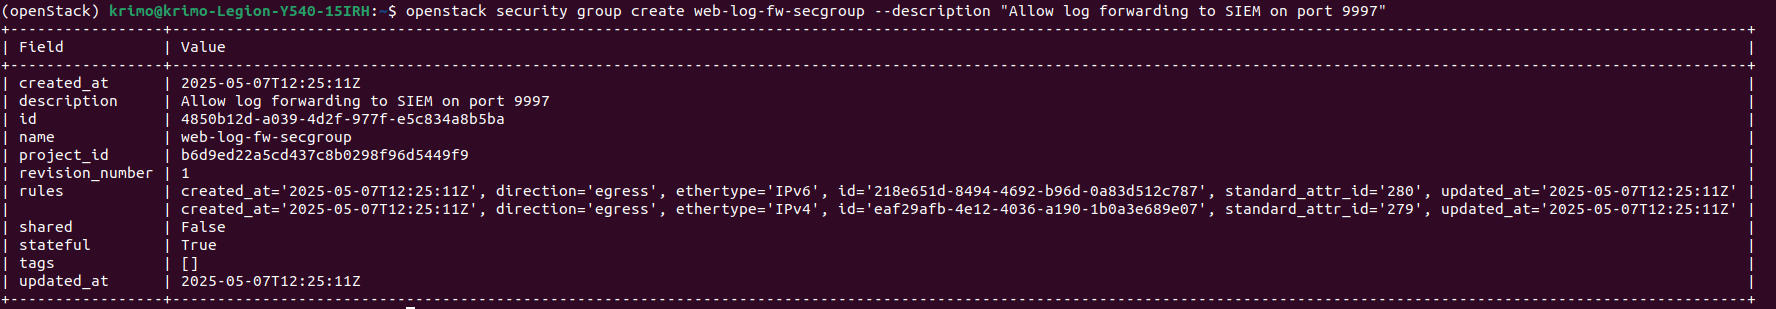 (openStack) krimo@krimo-Legion-Y540-15IRH:~$ openstack security group create web-log-fw-secgroup --description "Allow log forwarding to SIEM on port 9997"
| Field | Value |
| created_at | 2025-05-07T12:25:11Z |
| description | Allow log forwarding to SIEM on port 9997 |
| id | 4850b12d-a039-4d2f-977f-e5c834a8b5ba |
| name | web-log-fw-secgroup |
| project_id | b6d9ed22a5cd437c8b0298f96d5449f9 |
| revision_number | 1 |
| rules | created_at='2025-05-07T12:25:11Z', direction='egress', ethertype='IPv6', id='218e651d-8494-4692-b96d-0a83d512c787', standard_attr_id='280', updated_at='2025-05-07T12:25:11Z' |
| | created_at='2025-05-07T12:25:11Z', direction='egress', ethertype='IPv4', id='eaf29afb-4e12-4036-a190-1b0a3e689e07', standard_attr_id='279', updated_at='2025-05-07T12:25:11Z' |
| shared | False |
| stateful | True |
| tags | [] |
| updated_at | 2025-05-07T12:25:11Z |